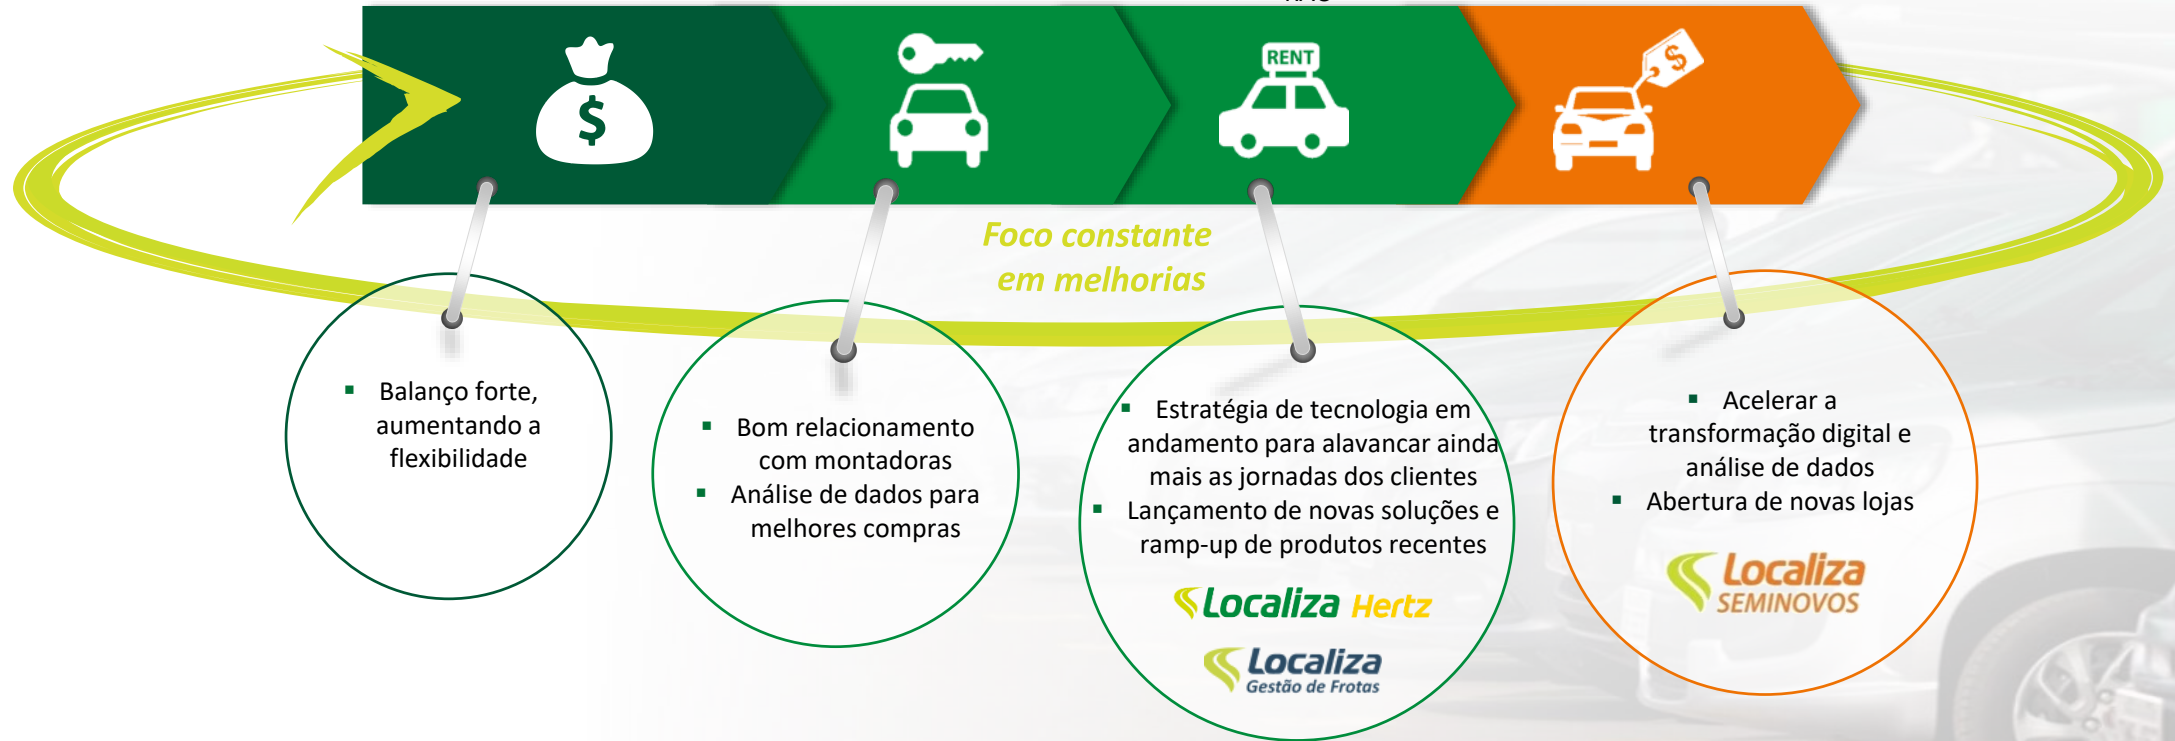 RENT
$
$
Foco constante
em melhorias
▪ Balanço forte,
aumentando a
flexibilidade
▪ Bom relacionamento
com montadoras
▪ Análise de dados para
melhores compras
▪ Estratégia de tecnologia em
andamento para alavancar ainda
mais as jornadas dos clientes
▪ Lançamento de novas soluções e
ramp-up de produtos recentes
Localiza Hertz
Localiza
Gestão de Frotas
▪ Acelerar a
transformação digital e
análise de dados
▪ Abertura de novas lojas
Localiza
SEMINOVOS